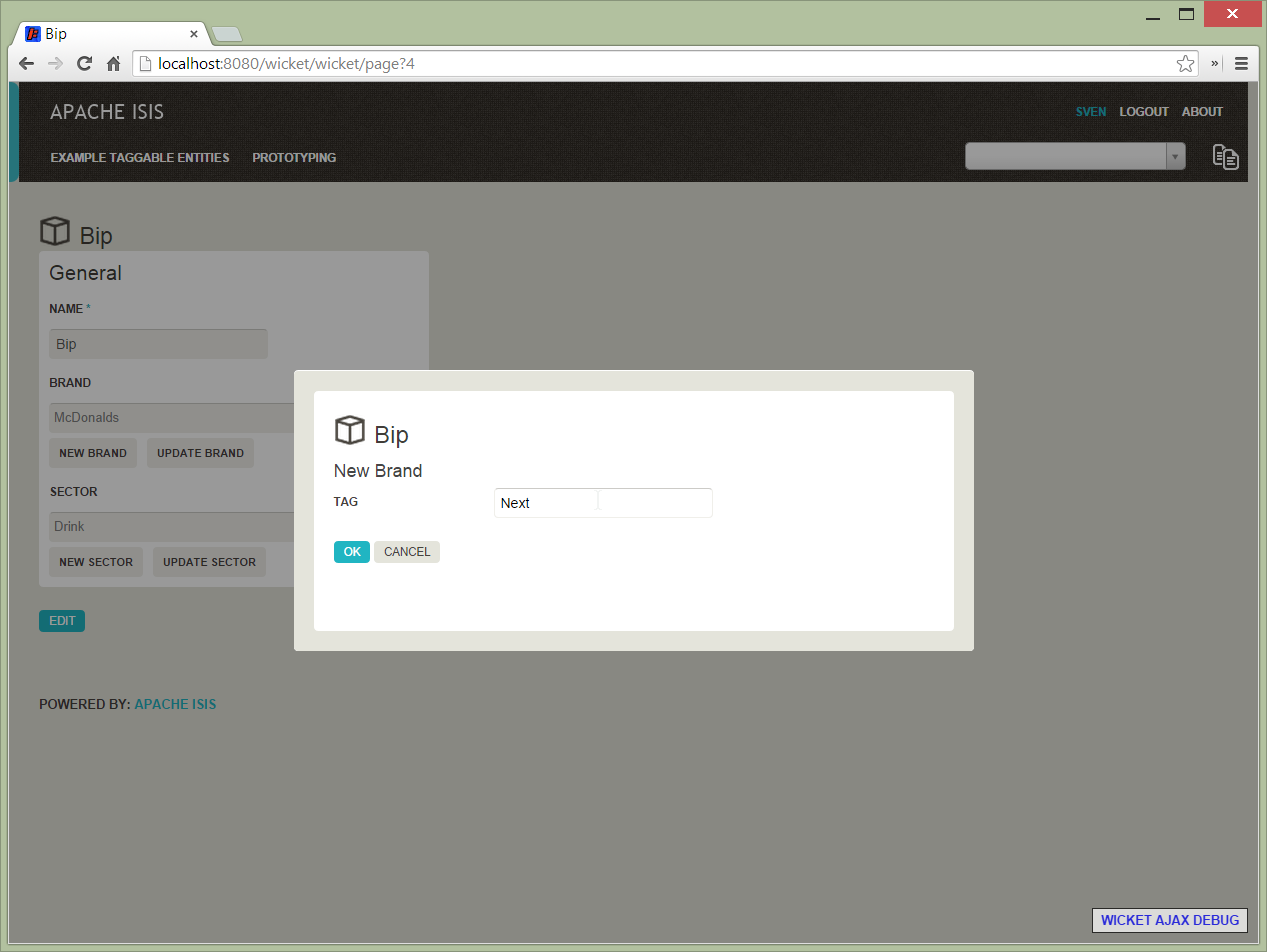 Bip
localhost:8080/wicket/wicket/page?4
APACHE ISIS
SVEN LOGOUT ABOUT
EXAMPLE TAGGABLE ENTITIES PROTOTYPING
Bip
General
NAME *
Bip
BRAND
McDonalds
NEW BRAND UPDATE BRAND
SECTOR
Drink
NEW SECTOR UPDATE SECTOR
EDIT
Bip
New Brand
TAG Next
OK CANCEL
POWERED BY: APACHE ISIS
WICKET AJAX DEBUG